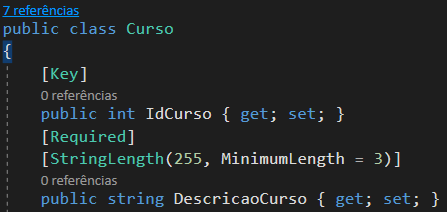 7 referências
public class Curso
{
[Key]
0 referências
public int IdCurso { get; set; }
[Required]
[StringLength(255, MinimumLength = 3)]
0 referências
public string DescricaoCurso { get; set; }